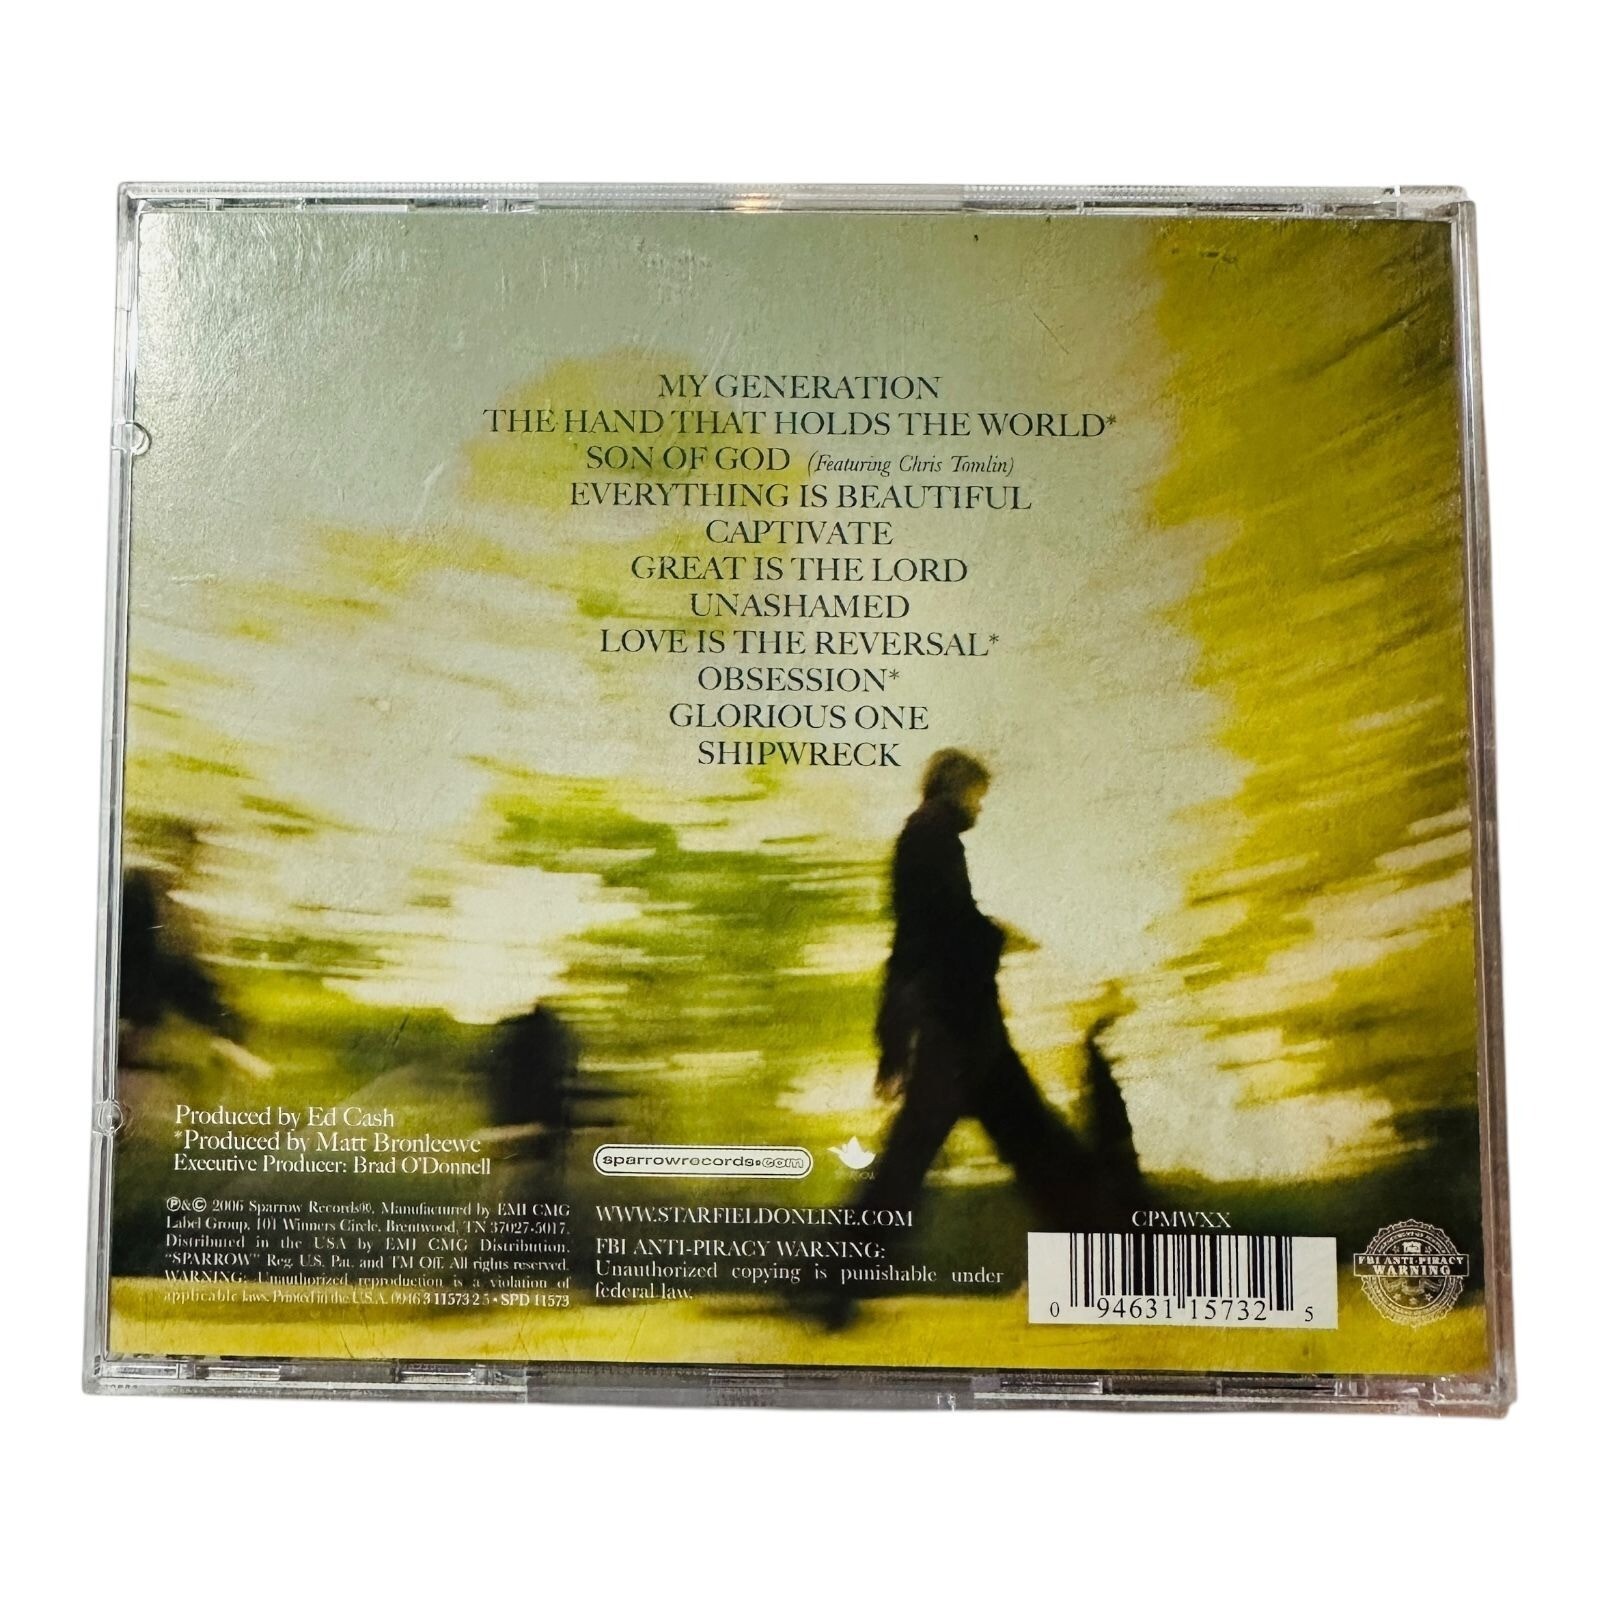 MY GENERATION
THE HAND THAT HOLDS THE WORLD*
SON OF GOD (Featuring Chris Tomlin)
EVERYTHING IS BEAUTIFUL
CAPTIVATE
GREAT IS THE LORD
UNASHAMED
LOVE IS THE REVERSAL*
OBSESSION*
GLORIOUS ONE
SHIPWRECK
Produced by Ed Cash
*Produced by Matt Bronleewe
Executive Producer: Brad O'Donnell
℗&© 2006 Sparrow Records®. Manufactured by EMI CMG
Label Group, 101 Winners Circle, Brentwood, TN 37027-5017.
Distributed in the USA by EMI CMG Distribution.
"SPARROW" Reg. U.S. Pat. and TM Off. All rights reserved.
WARNING: Unauthorized reproduction is a violation of
applicable laws. Printed in the U.S.A. 0946 3 11573 2 5 • SPD 11573
sparrowrecords.com
WWW.STARFIELDONLINE.COM
FBI ANTI-PIRACY WARNING:
Unauthorized copying is punishable under
federal law.
CPMWXX
0 94631 15732 5
FBI ANTI-PIRACY
WARNING